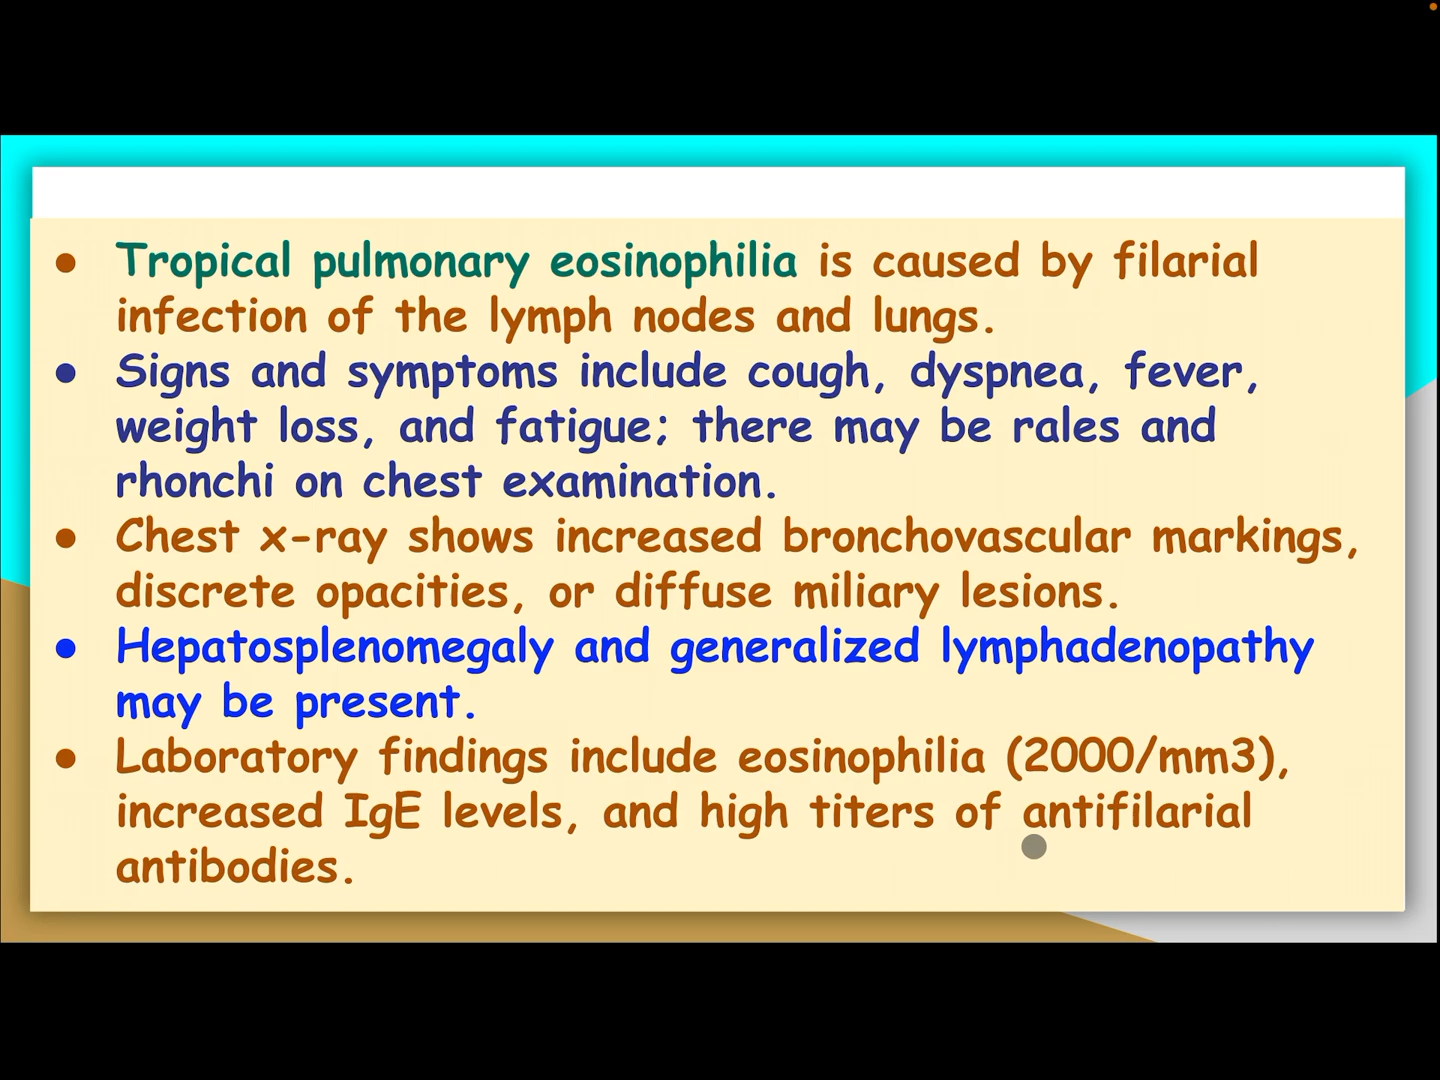 ● Tropical pulmonary eosinophilia is caused by filarial
infection of the lymph nodes and lungs.
● Signs and symptoms include cough, dyspnea, fever,
weight loss, and fatigue; there may be rales and
rhonchi on chest examination.
● Chest x-ray shows increased bronchovascular markings,
discrete opacities, or diffuse miliary lesions.
● Hepatosplenomegaly and generalized lymphadenopathy
may be present.
● Laboratory findings include eosinophilia (2000/mm3),
increased IgE levels, and high titers of antifilarial
antibodies.